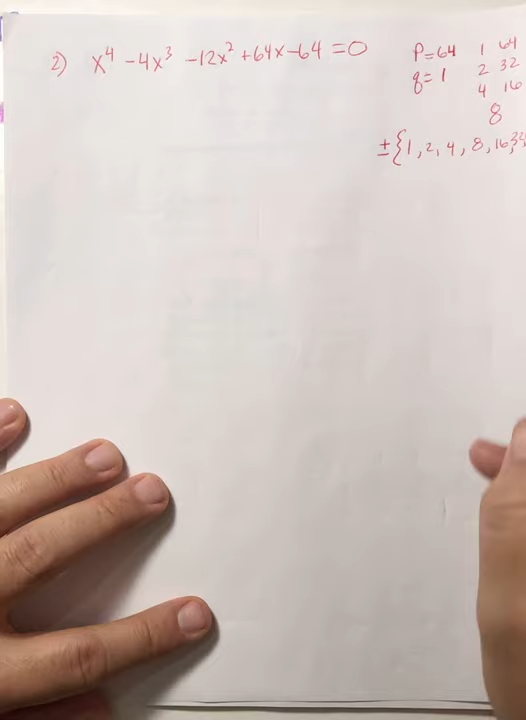 2) x⁴ -4x³ -12x² +64x -64 = 0
P=64 1 64
q=1 2 32
4 16
8
±{1, 2, 4, 8, 16, 32,